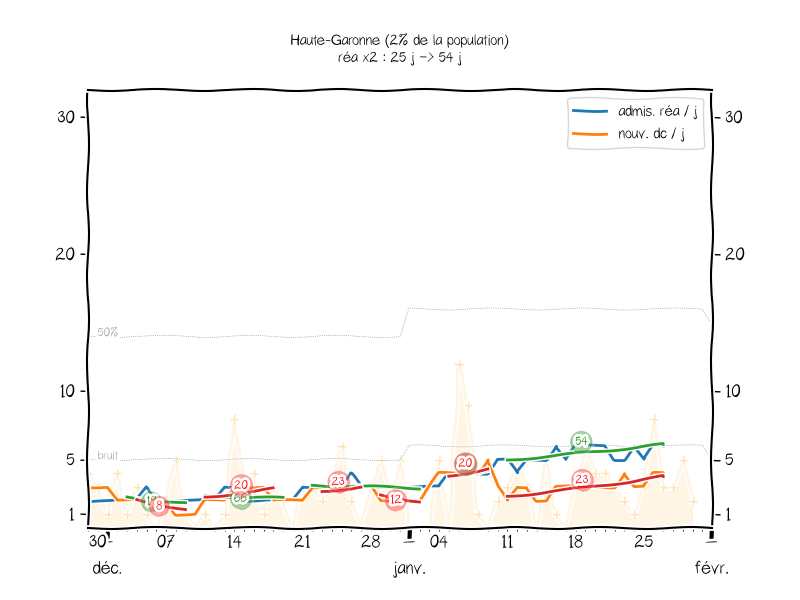 Haute-Garonne (2% de la population)
réa x2 : 25 j -> 54 j
admis. réa / j
nouv. dc / j
30 30
20 20
50%
10 10
bruit
5 5
1 1
54
20
23
20
23
12
8
30 07 14 21 28 04 11 18 25
déc. janv. févr.